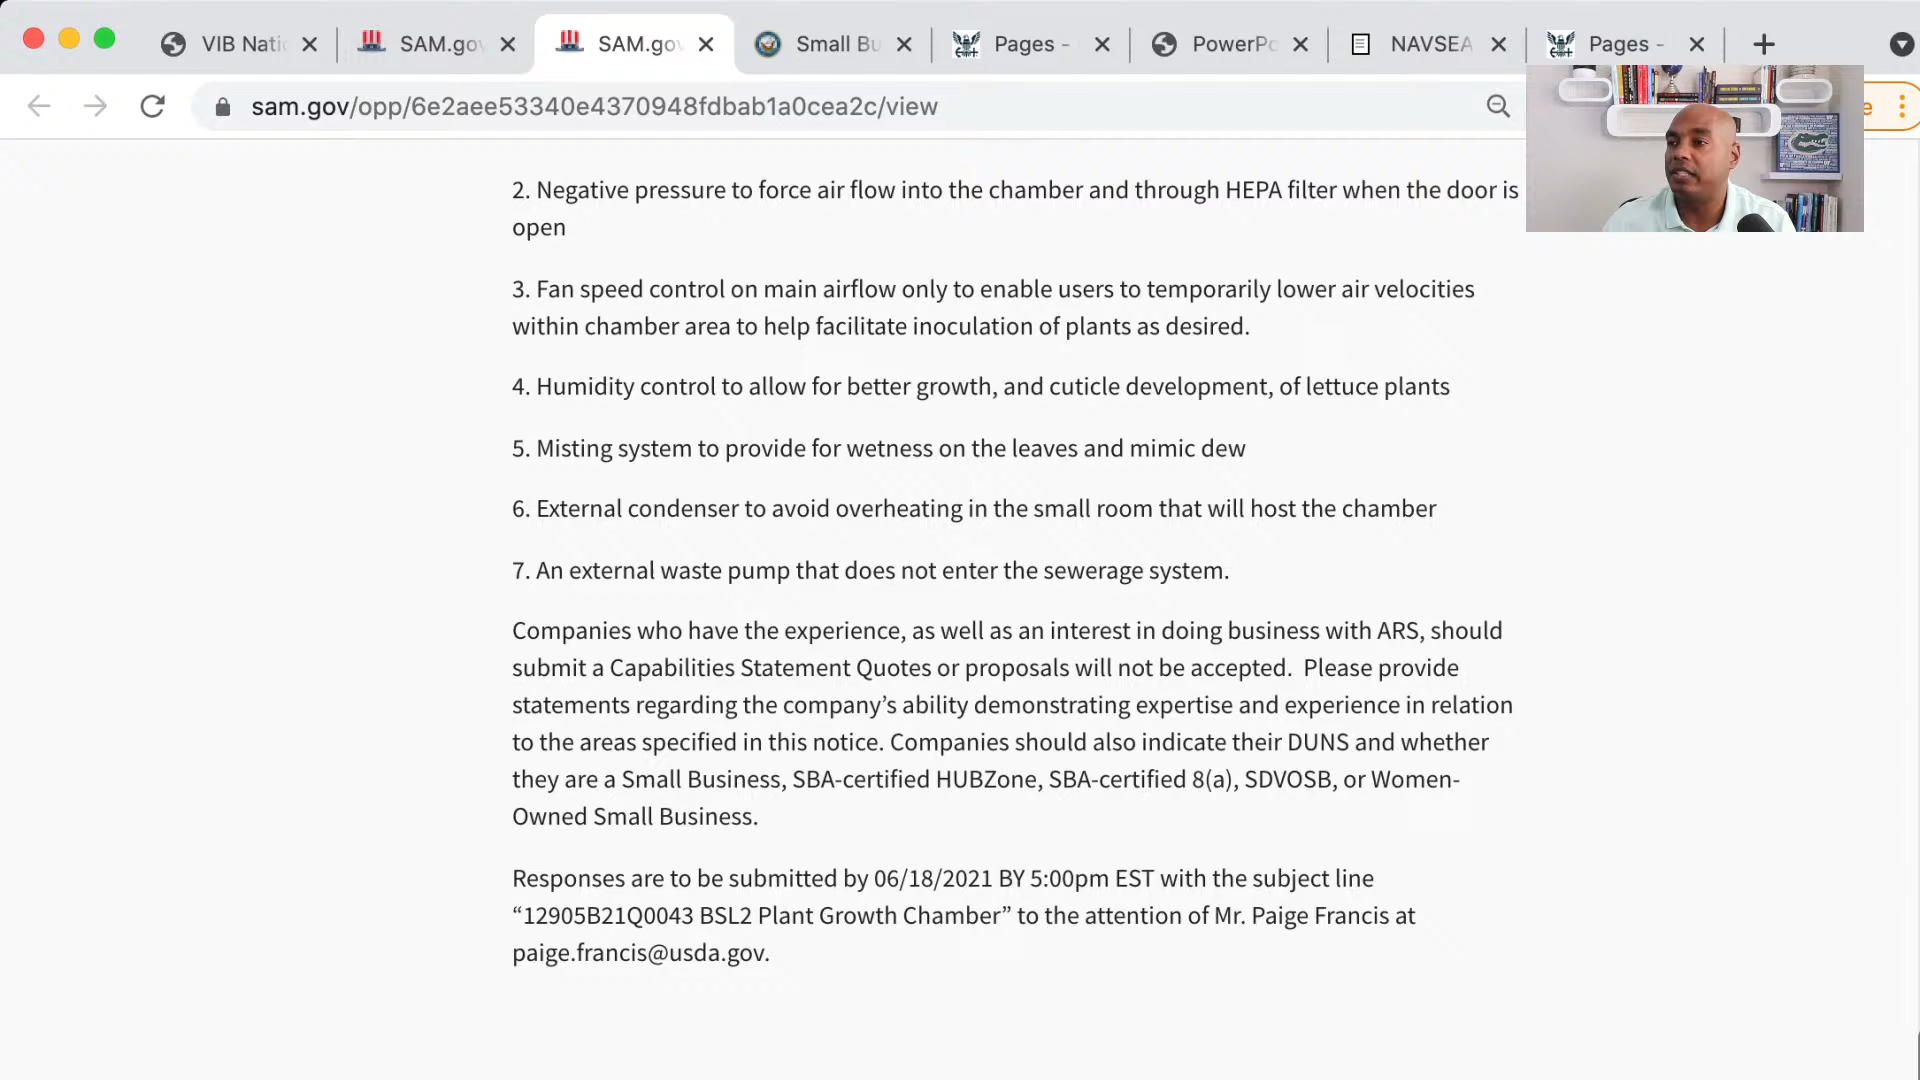 VIB Nati
SAM.go
SAM.go
Small Bu
Pages -
PowerPo
NAVSEA
Pages -
sam.gov/opp/6e2aee53340e4370948fdbab1a0cea2c/view
e
2. Negative pressure to force air flow into the chamber and through HEPA filter when the door is
open
3. Fan speed control on main airflow only to enable users to temporarily lower air velocities
within chamber area to help facilitate inoculation of plants as desired.
4. Humidity control to allow for better growth, and cuticle development, of lettuce plants
5. Misting system to provide for wetness on the leaves and mimic dew
6. External condenser to avoid overheating in the small room that will host the chamber
7. An external waste pump that does not enter the sewerage system.
Companies who have the experience, as well as an interest in doing business with ARS, should
submit a Capabilities Statement Quotes or proposals will not be accepted.  Please provide
statements regarding the company’s ability demonstrating expertise and experience in relation
to the areas specified in this notice. Companies should also indicate their DUNS and whether
they are a Small Business, SBA-certified HUBZone, SBA-certified 8(a), SDVOSB, or Women-
Owned Small Business.
Responses are to be submitted by 06/18/2021 BY 5:00pm EST with the subject line
“12905B21Q0043 BSL2 Plant Growth Chamber” to the attention of Mr. Paige Francis at
paige.francis@usda.gov.